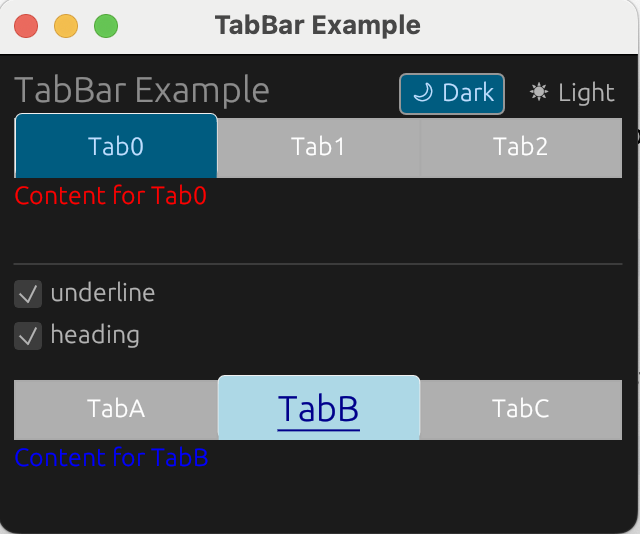 TabBar Example
TabBar Example Dark Light
Tab0 Tab1 Tab2
Content for Tab0
underline
heading
TabA TabB TabC
Content for TabB